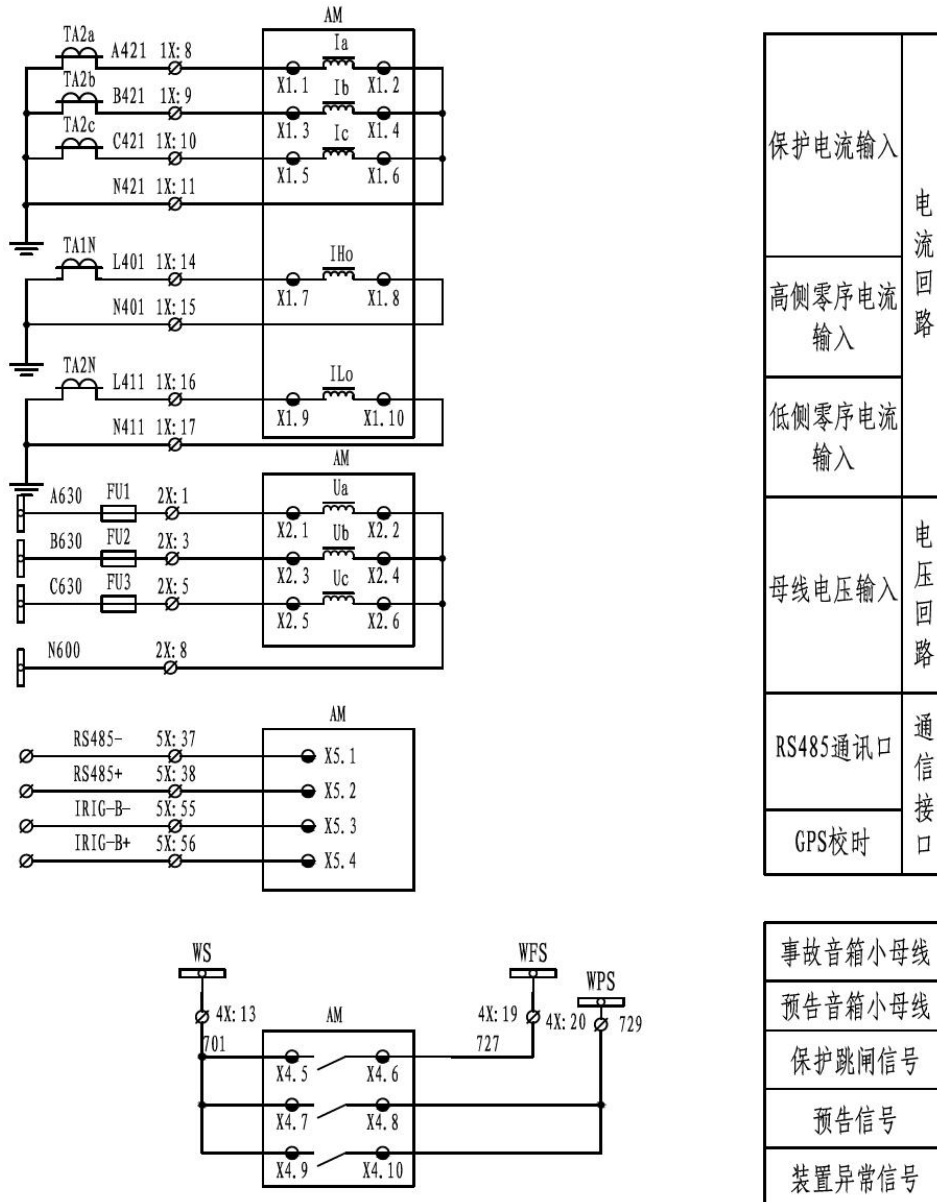 AM
TA2a A421 1X:8 Ia
X1.1 X1.2
TA2b B421 1X:9 Ib
X1.3 X1.4
TA2c C421 1X:10 Ic
X1.5 X1.6
N421 1X:11
TA1N L401 1X:14 IHo
X1.7 X1.8
N401 1X:15
TA2N L411 1X:16 ILo
X1.9 X1.10
N411 1X:17
AM
A630 FU1 2X:1 Ua
X2.1 X2.2
B630 FU2 2X:3 Ub
X2.3 X2.4
C630 FU3 2X:5 Uc
X2.5 X2.6
N600 2X:8
AM
RS485- 5X:37 X5.1
RS485+ 5X:38 X5.2
IRIG-B- 5X:55 X5.3
IRIG-B+ 5X:56 X5.4
WS WFS WPS
4X:13 AM 4X:19 4X:20 729
701 727
X4.5 X4.6
X4.7 X4.8
X4.9 X4.10
保护电流输入
高侧零序电流
输入
低侧零序电流
输入
电流回路
母线电压输入
电压回路
RS485通讯口
GPS校时
通信接口
事故音箱小母线
预告音箱小母线
保护跳闸信号
预告信号
装置异常信号